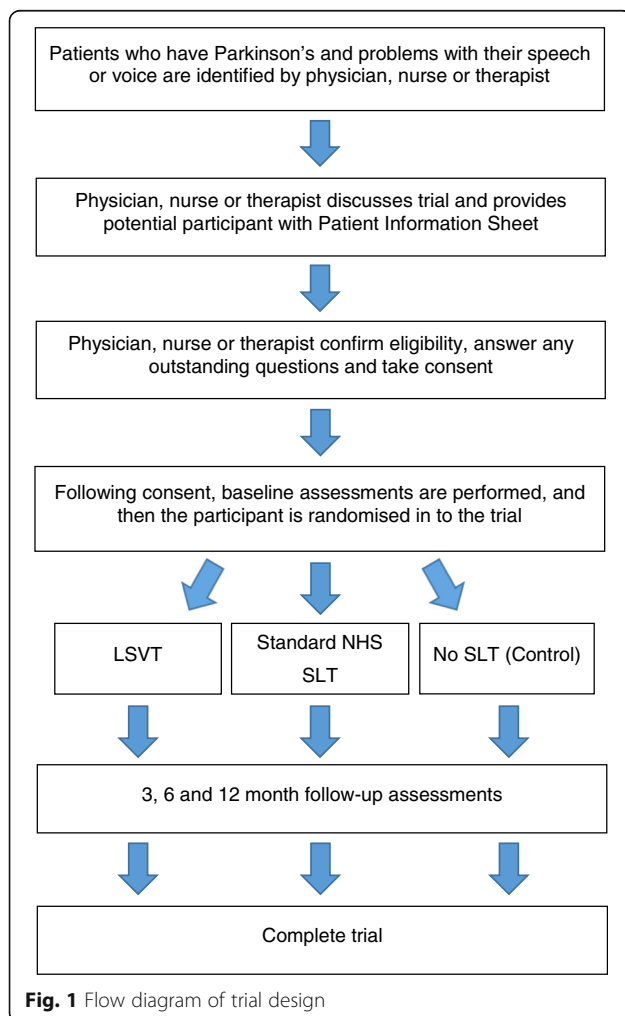 Patients who have Parkinson's and problems with their speech
or voice are identified by physician, nurse or therapist
Physician, nurse or therapist discusses trial and provides
potential participant with Patient Information Sheet
Physician, nurse or therapist confirm eligibility, answer any
outstanding questions and take consent
Following consent, baseline assessments are performed, and
then the participant is randomised in to the trial
LSVT
Standard NHS
SLT
No SLT (Control)
3, 6 and 12 month follow-up assessments
Complete trial
Fig. 1 Flow diagram of trial design